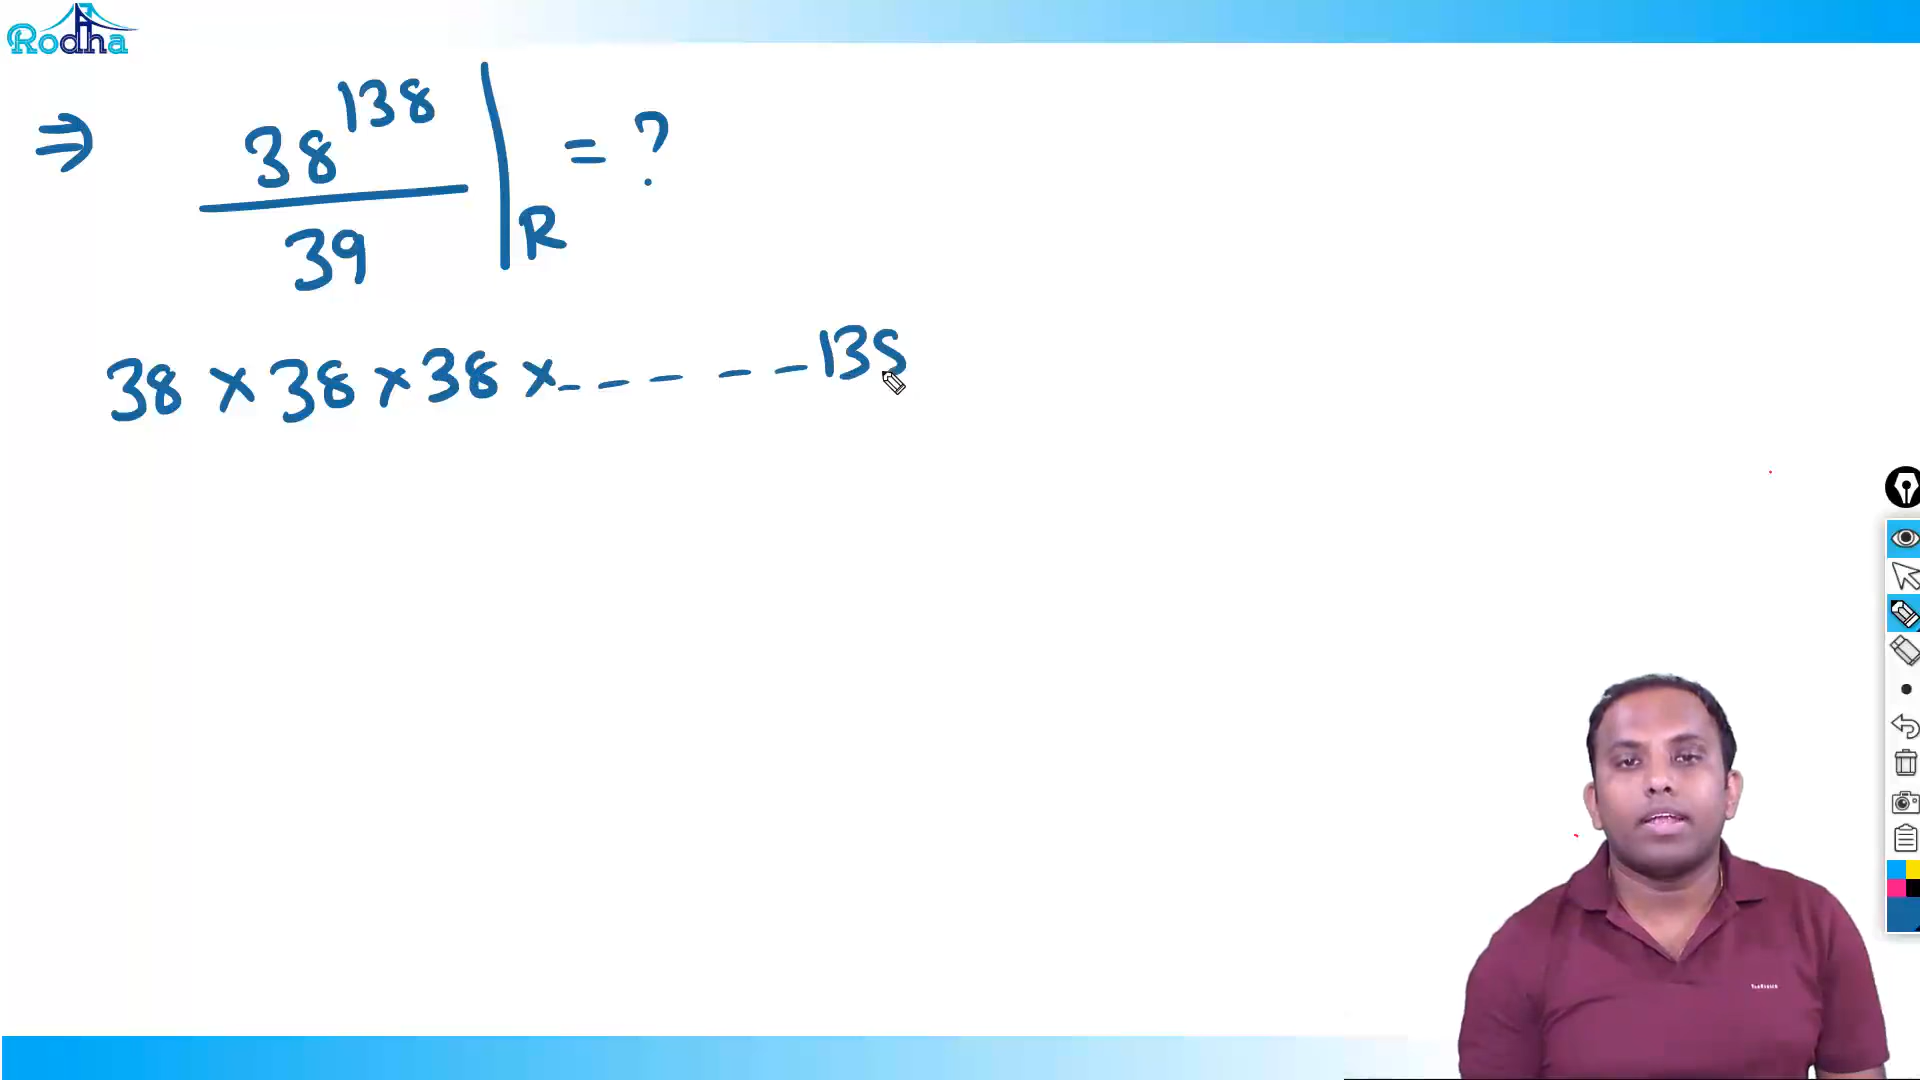 Rodha
⇒ 38^138 / 39 |R = ?
38 × 38 × 38 × - - - - - 138